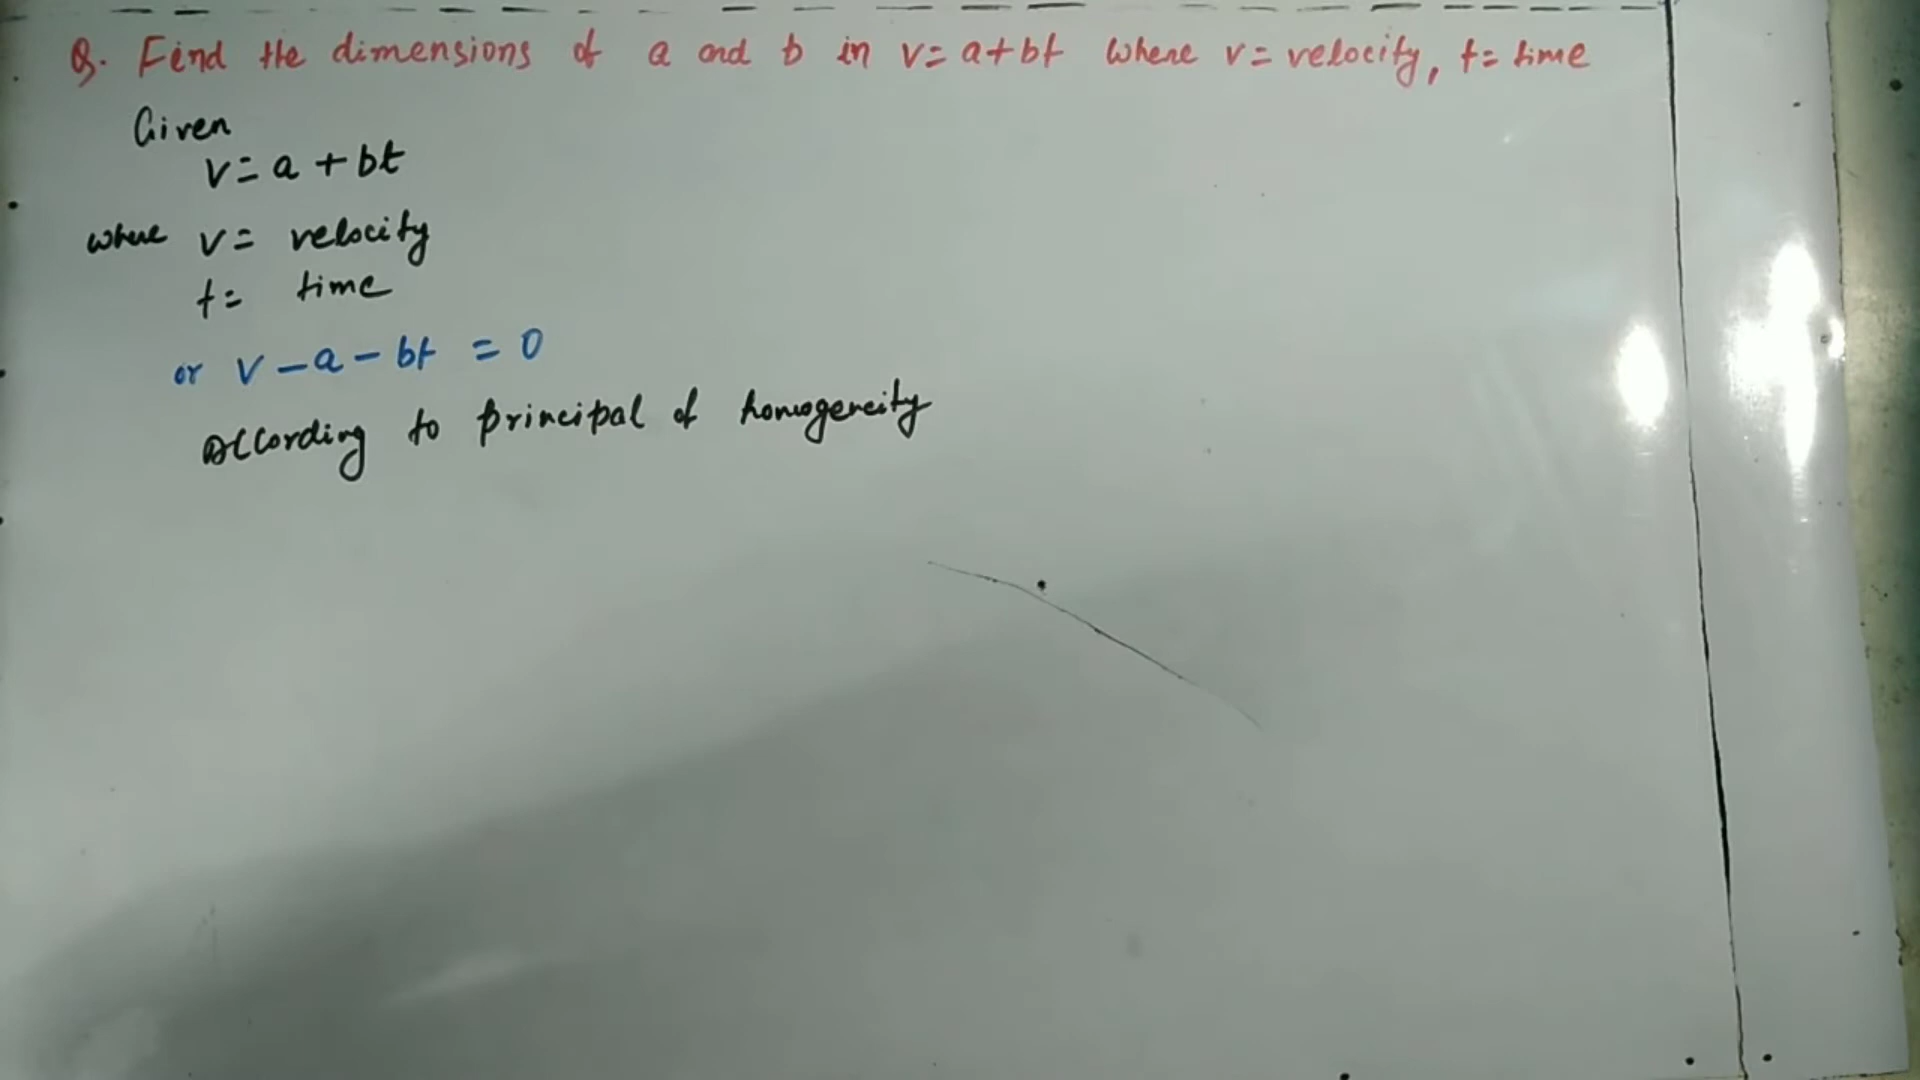 Q. Find the dimensions of a and b in v= a+bt Where v= velocity, t= time
Given
v= a + bt
where v= velocity
t= time
or v - a - bt = 0
According to principal of homogeneity